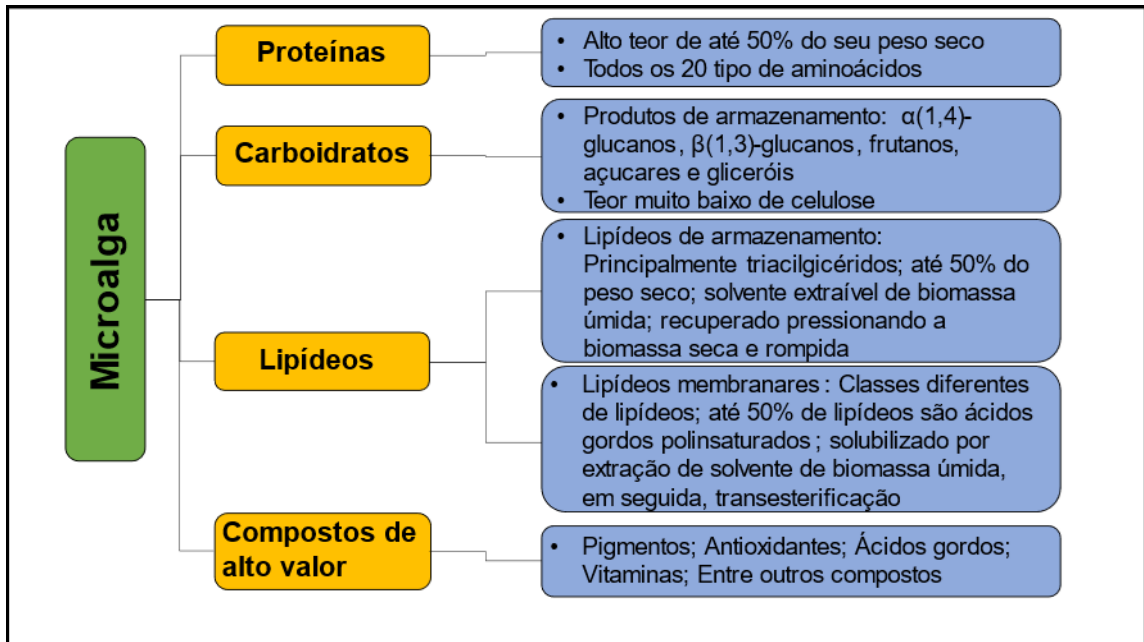 Microalga
Proteínas
• Alto teor de até 50% do seu peso seco
• Todos os 20 tipo de aminoácidos
Carboidratos
• Produtos de armazenamento: α(1,4)-
glucanos, β(1,3)-glucanos, frutanos,
açucares e gliceróis
• Teor muito baixo de celulose
Lipídeos
• Lipídeos de armazenamento:
Principalmente triacilgicéridos; até 50% do
peso seco; solvente extraível de biomassa
úmida; recuperado pressionando a
biomassa seca e rompida
• Lipídeos membranares : Classes diferentes
de lipídeos; até 50% de lipídeos são ácidos
gordos polinsaturados ; solubilizado por
extração de solvente de biomassa úmida,
em seguida, transesterificação
Compostos de
alto valor
• Pigmentos; Antioxidantes; Ácidos gordos;
Vitaminas; Entre outros compostos